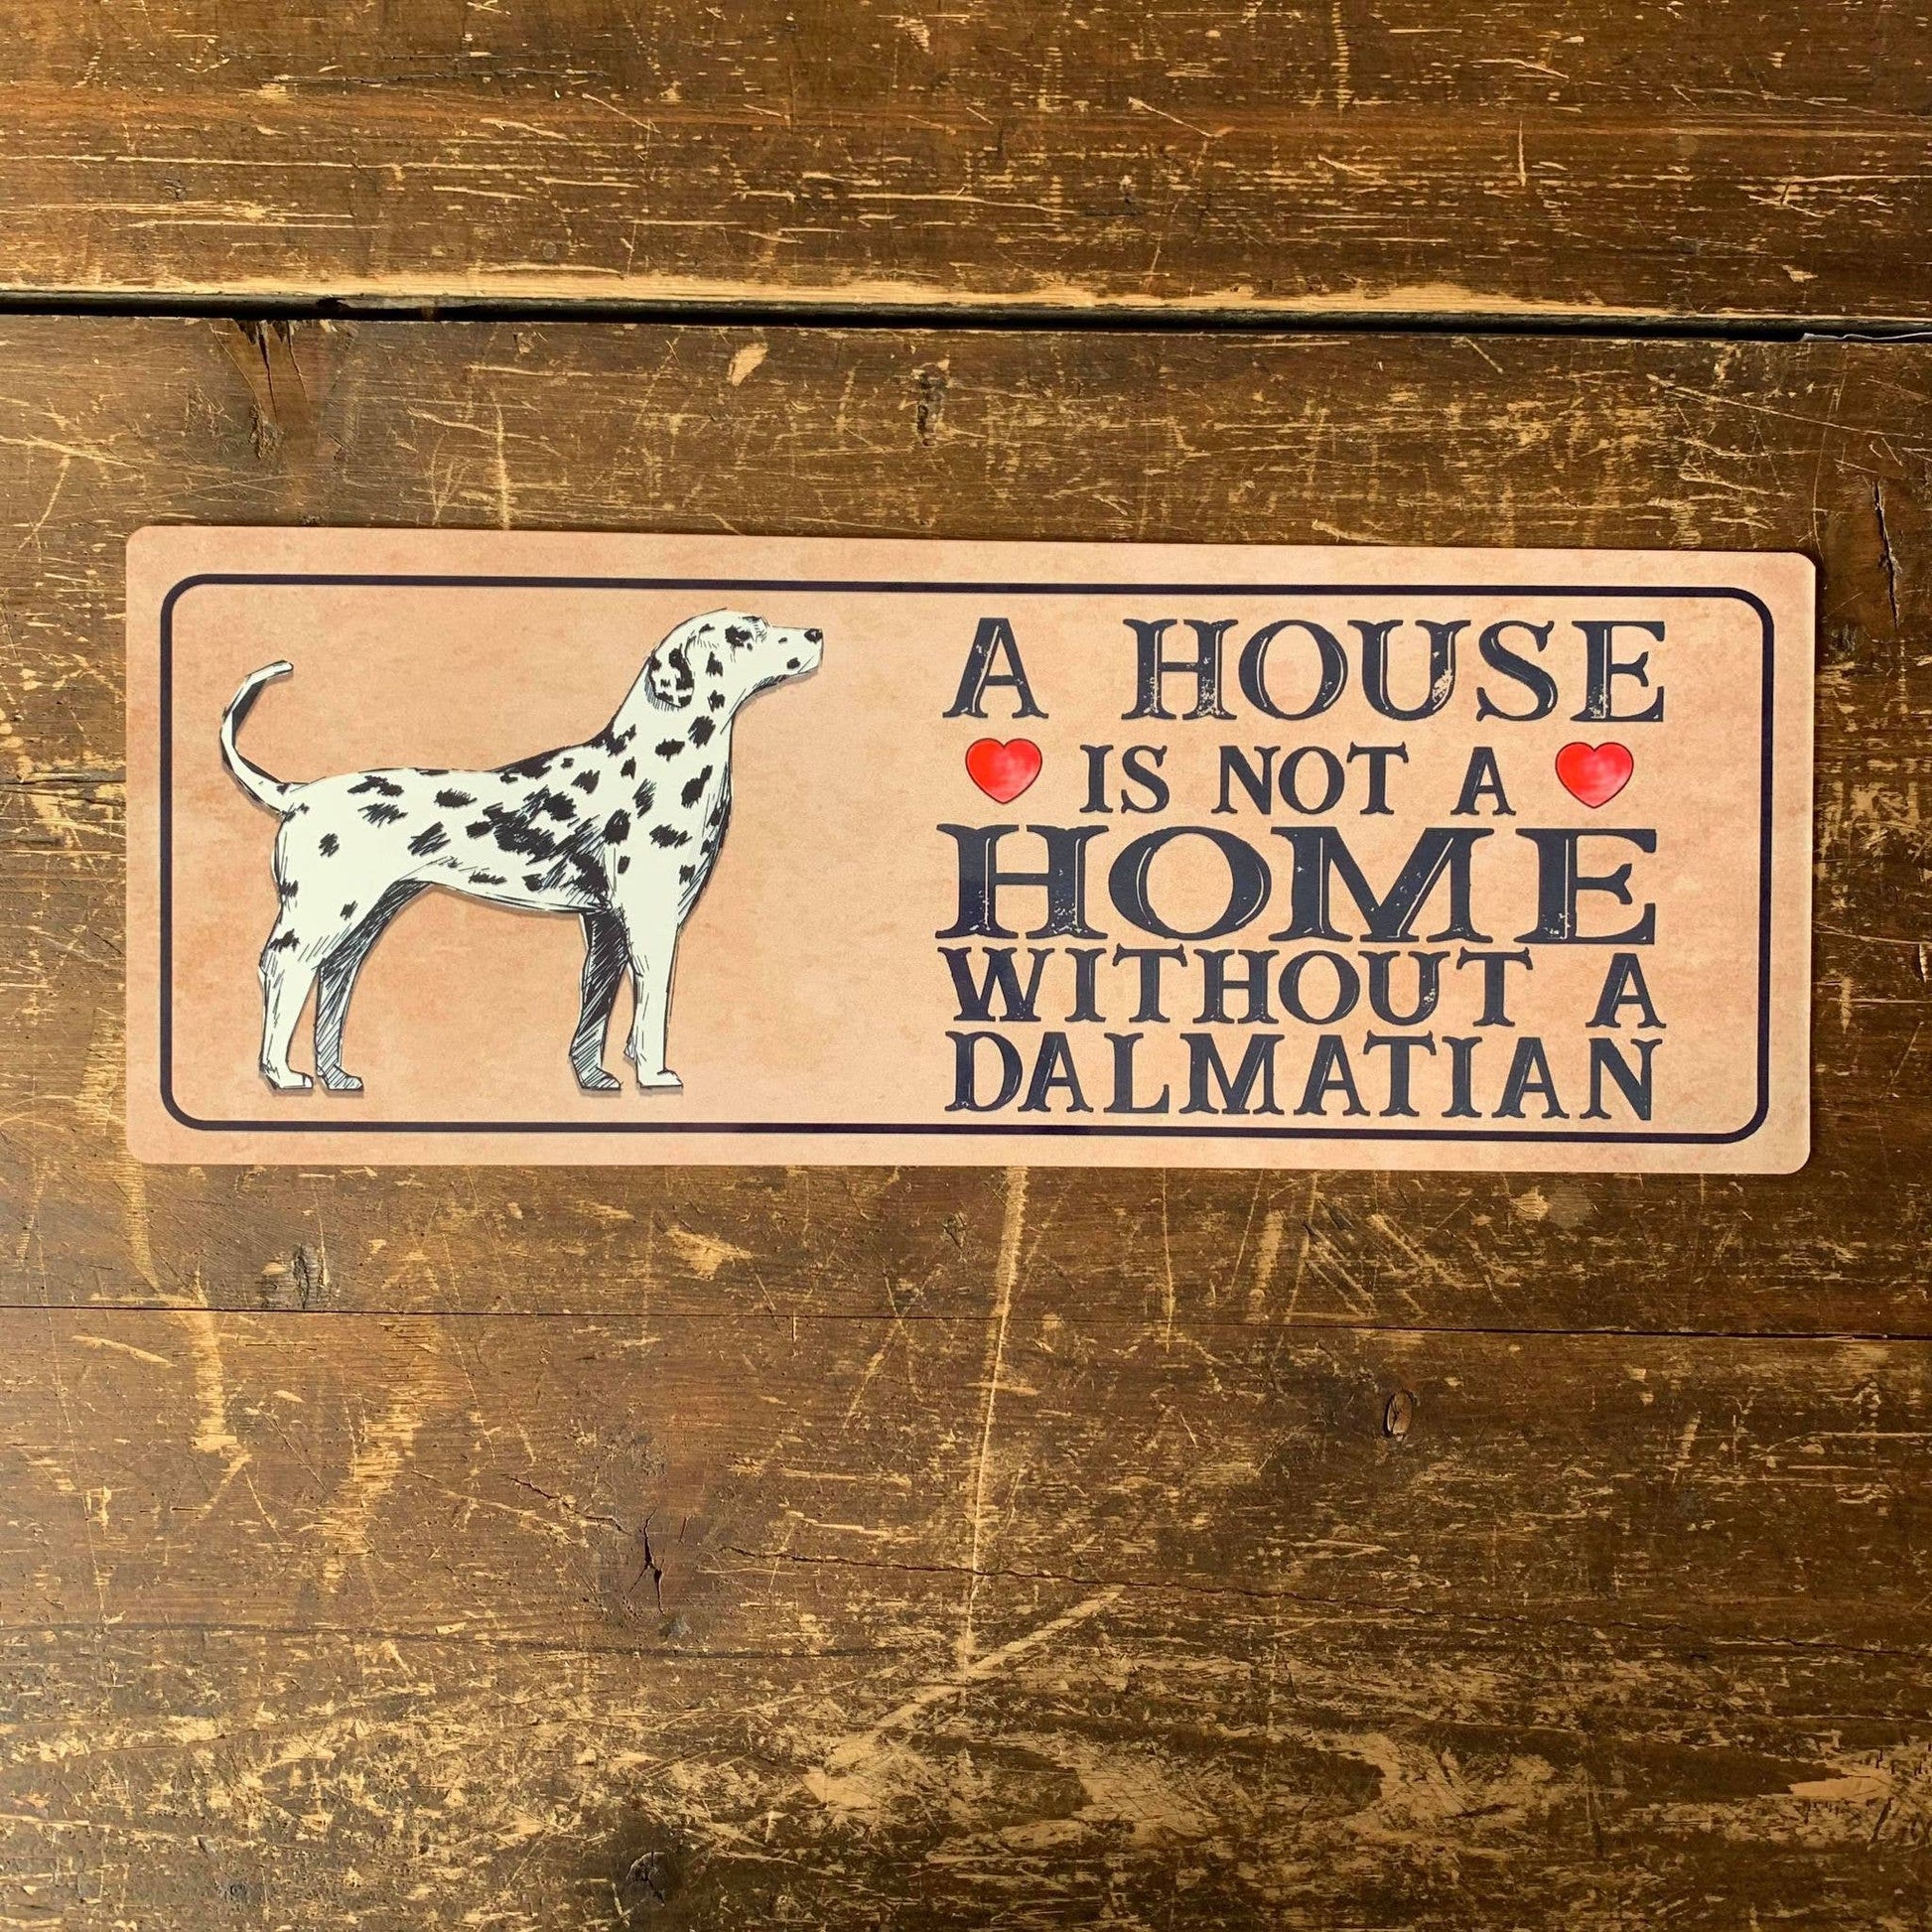 A HOUSE
IS NOT A
HOME
WITHOUT A
DALMATIAN